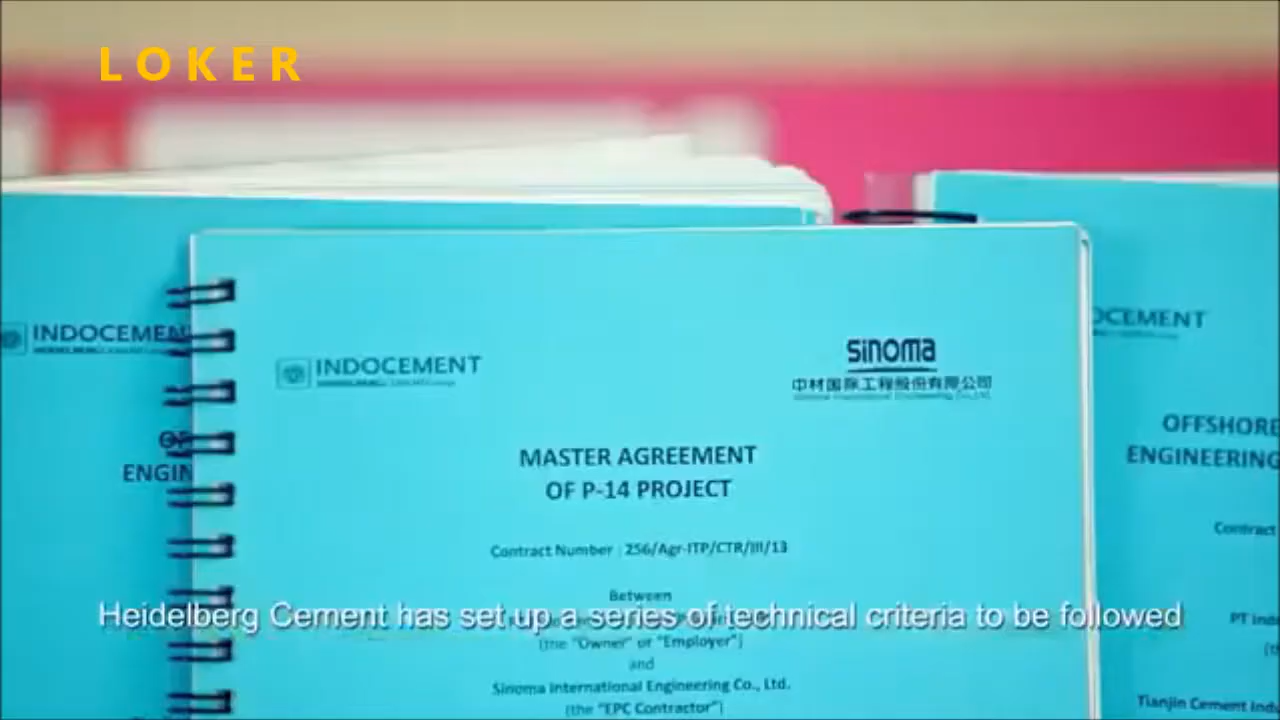 LOKER
INDOCEMENT
INDOCEMENT
sinoma
中材国际工程股份有限公司
OCEMENT
MASTER AGREEMENT
OF P-14 PROJECT
OFFSHORE
ENGINEERING
ENGIN
Contract Number : 256/Agr-ITP/CTR/III/13
Contract
Between
Heidelberg Cement has set up a series of technical criteria to be followed
(the "Owner" or "Employer")
and
Sinoma International Engineering Co., Ltd.
(the "EPC Contractor")
PT Indo
Tianjin Cement Indu